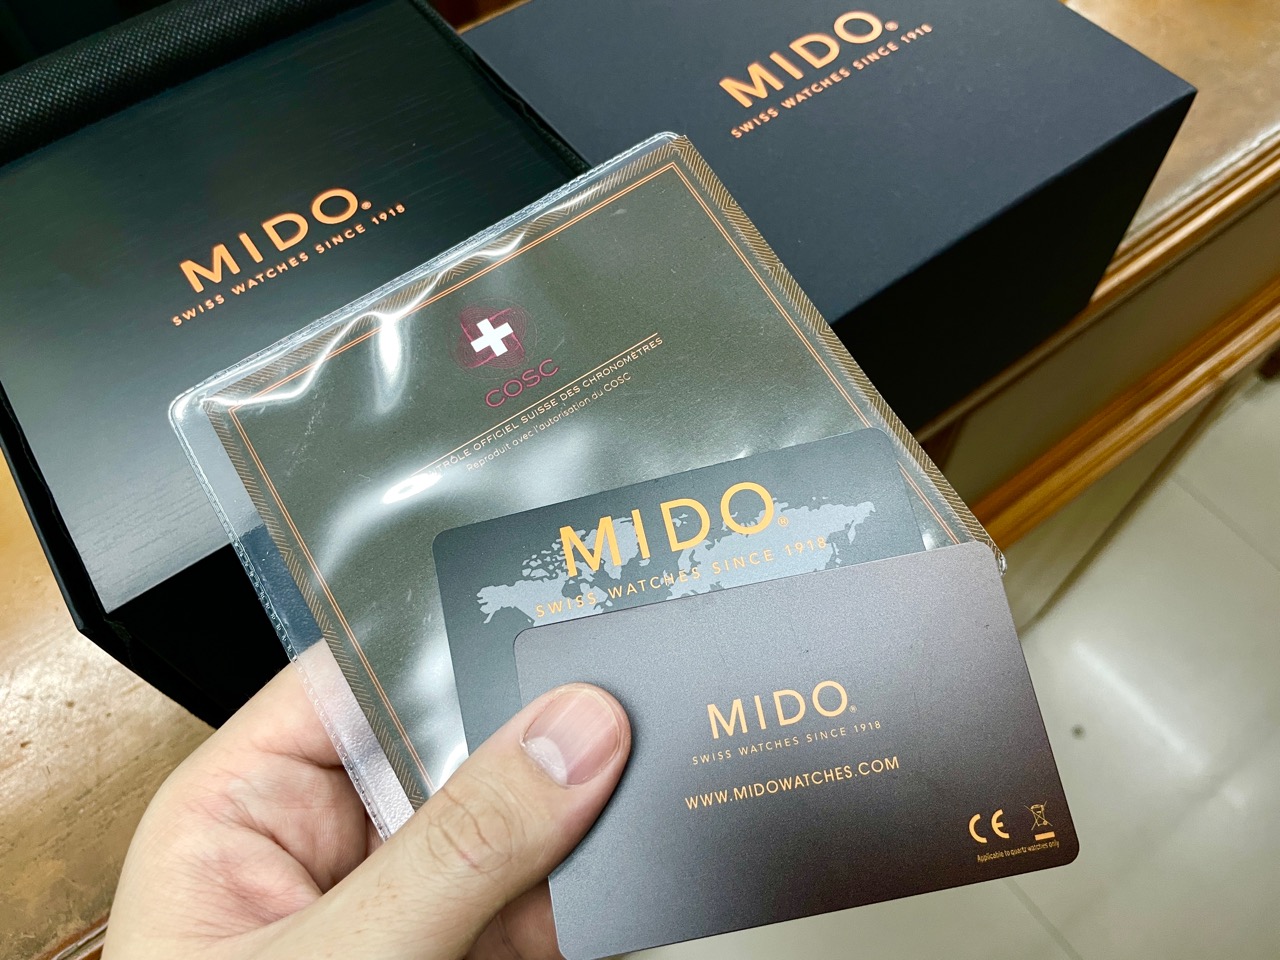 MIDO®
SWISS WATCHES SINCE 1918
MIDO®
SWISS WATCHES SINCE 1918
COSC
CONTRÔLE OFFICIEL SUISSE DES CHRONOMÈTRES
Reproduit avec l'autorisation du COSC
MIDO®
SWISS WATCHES SINCE 1918
MIDO®
SWISS WATCHES SINCE 1918
WWW.MIDOWATCHES.COM
CE
Applicable to quartz watches only